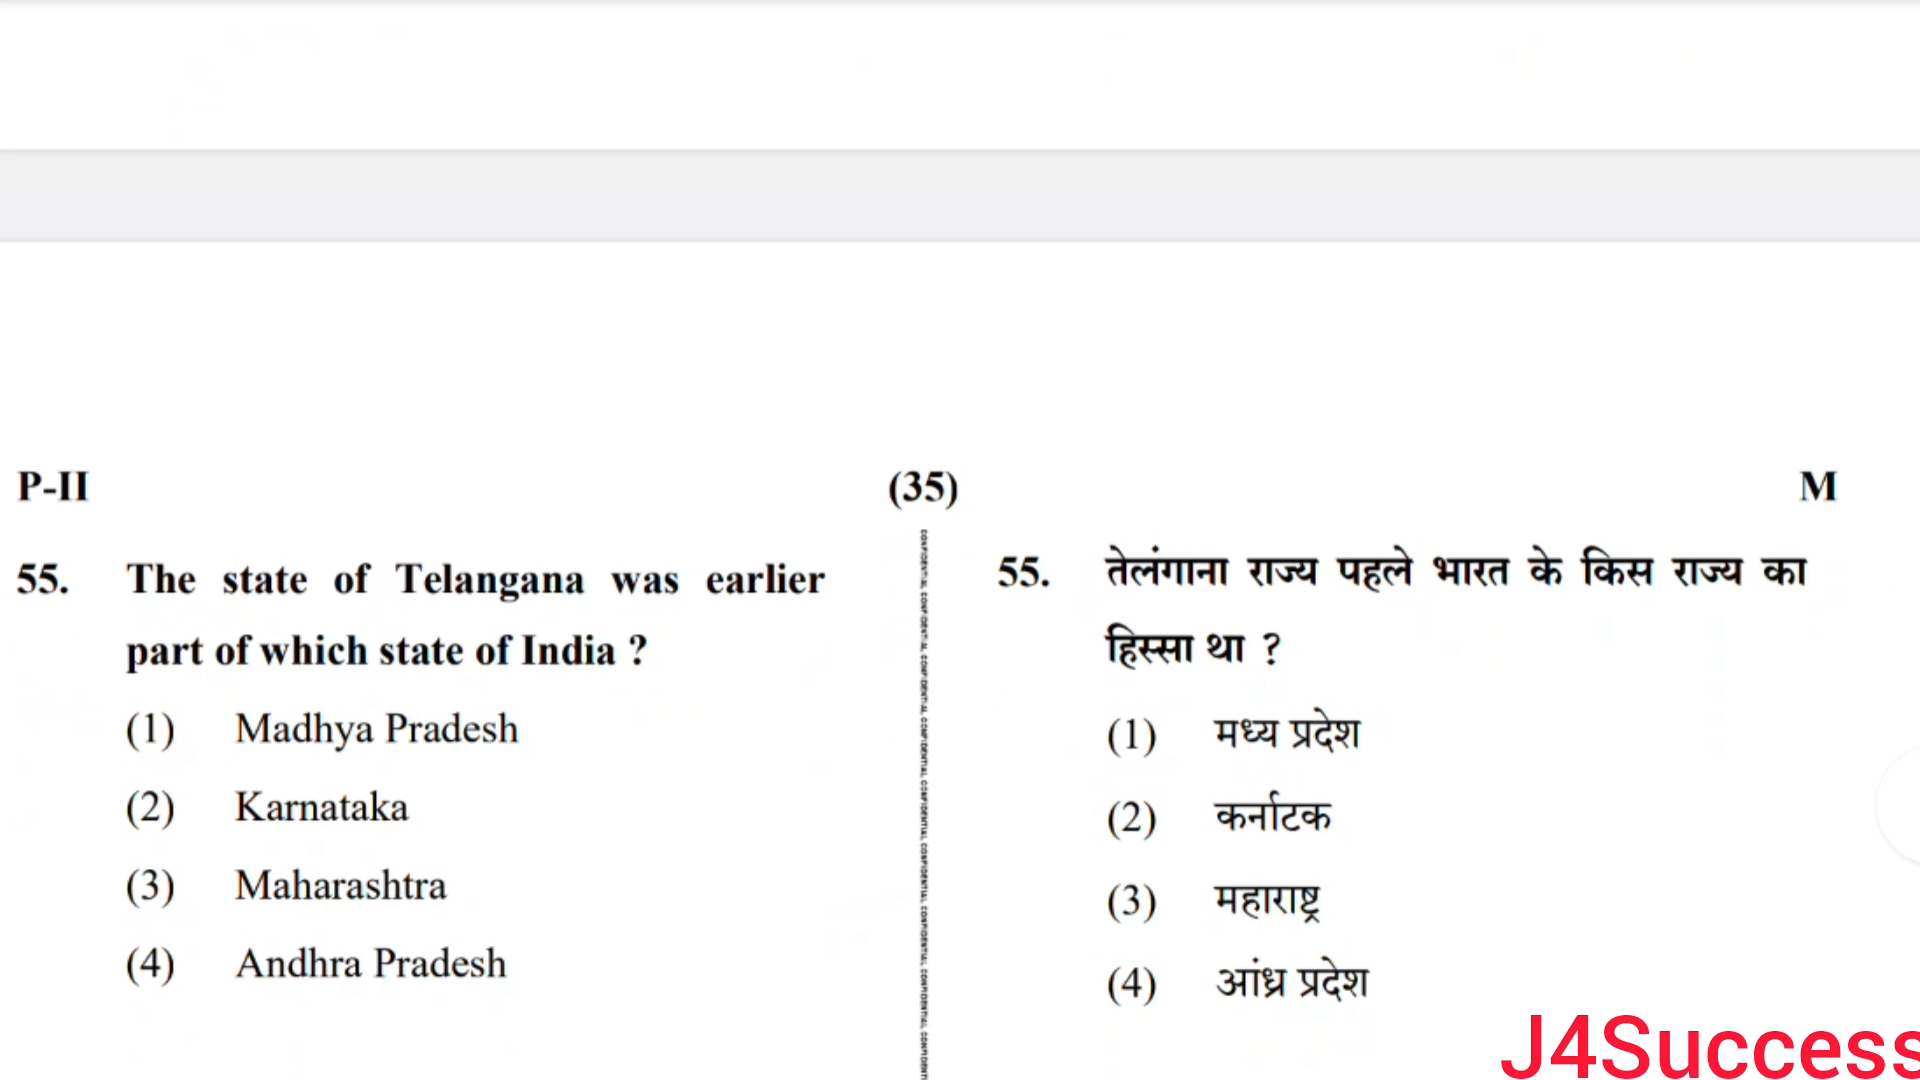 P-II (35) M
55. The state of Telangana was earlier
part of which state of India ?
(1) Madhya Pradesh
(2) Karnataka
(3) Maharashtra
(4) Andhra Pradesh
55. तेलंगाना राज्य पहले भारत के किस राज्य का
हिस्सा था ?
(1) मध्य प्रदेश
(2) कर्नाटक
(3) महाराष्ट्र
(4) आंध्र प्रदेश
J4Success